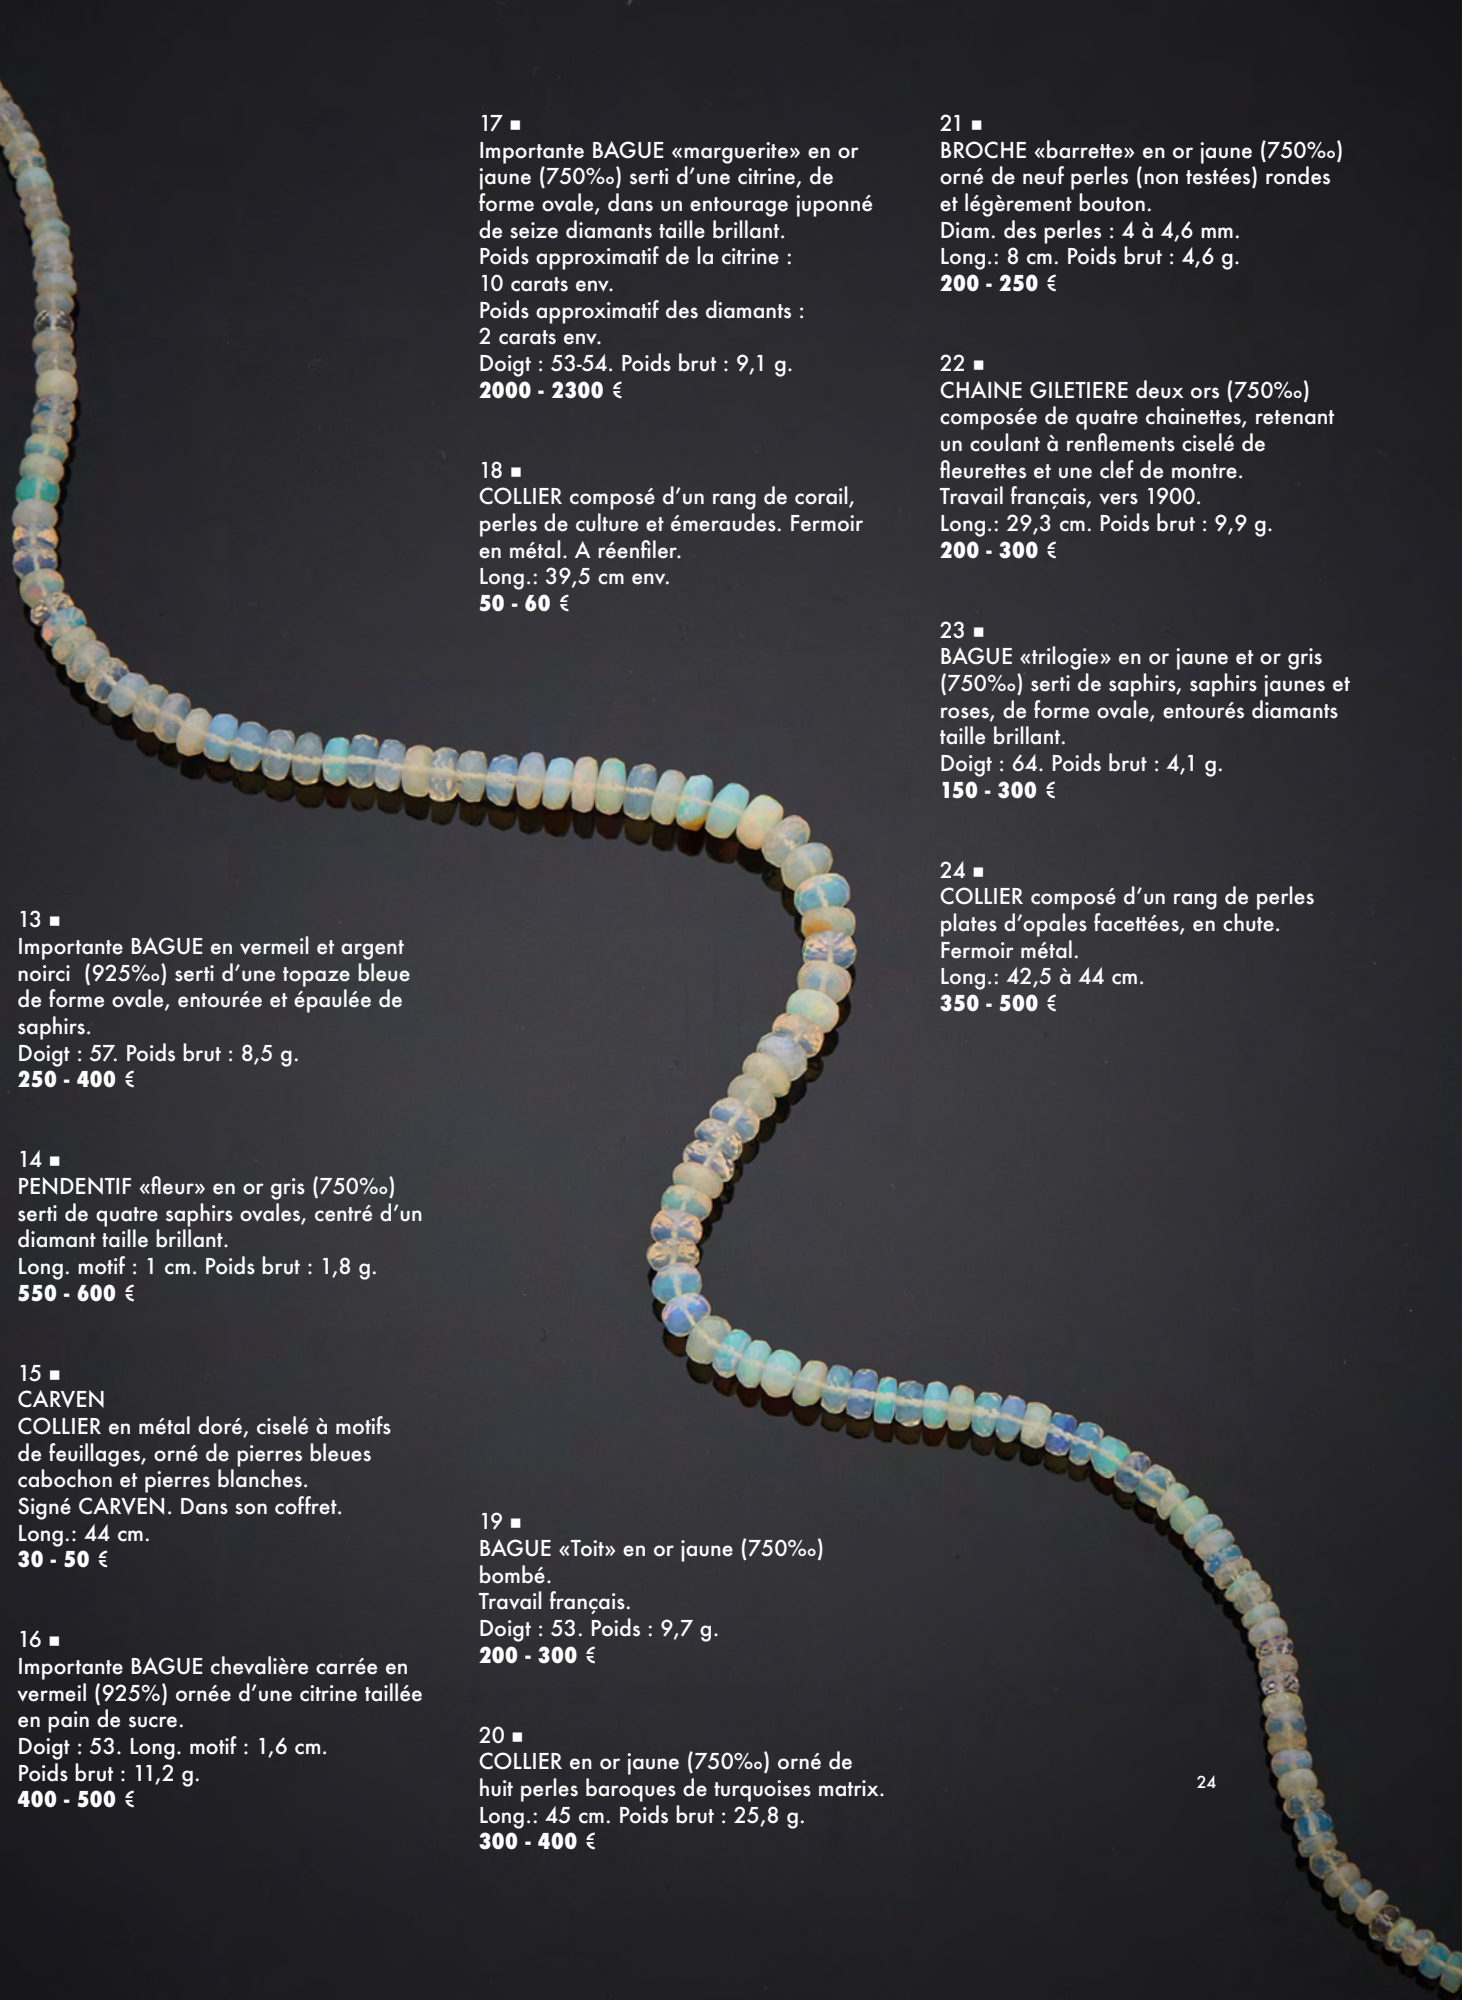 13 ■
Importante BAGUE en vermeil et argent
noirci  (925‰) serti d’une topaze bleue
de forme ovale, entourée et épaulée de
saphirs.
Doigt : 57. Poids brut : 8,5 g.
250 - 400 €
14 ■
PENDENTIF «fleur» en or gris (750‰)
serti de quatre saphirs ovales, centré d’un
diamant taille brillant.
Long. motif : 1 cm. Poids brut : 1,8 g.
550 - 600 €
15 ■
CARVEN
COLLIER en métal doré, ciselé à motifs
de feuillages, orné de pierres bleues
cabochon et pierres blanches.
Signé CARVEN. Dans son coffret.
Long.: 44 cm.
30 - 50 €
16 ■
Importante BAGUE chevalière carrée en
vermeil (925%) ornée d’une citrine taillée
en pain de sucre.
Doigt : 53. Long. motif : 1,6 cm.
Poids brut : 11,2 g.
400 - 500 €
17 ■
Importante BAGUE «marguerite» en or
jaune (750‰) serti d’une citrine, de
forme ovale, dans un entourage juponné
de seize diamants taille brillant.
Poids approximatif de la citrine :
10 carats env.
Poids approximatif des diamants :
2 carats env.
Doigt : 53-54. Poids brut : 9,1 g.
2000 - 2300 €
18 ■
COLLIER composé d’un rang de corail,
perles de culture et émeraudes. Fermoir
en métal. A réenfiler.
Long.: 39,5 cm env.
50 - 60 €
19 ■
BAGUE «Toit» en or jaune (750‰)
bombé.
Travail français.
Doigt : 53. Poids : 9,7 g.
200 - 300 €
20 ■
COLLIER en or jaune (750‰) orné de
huit perles baroques de turquoises matrix.
Long.: 45 cm. Poids brut : 25,8 g.
300 - 400 €
21 ■
BROCHE «barrette» en or jaune (750‰)
orné de neuf perles (non testées) rondes
et légèrement bouton.
Diam. des perles : 4 à 4,6 mm.
Long.: 8 cm. Poids brut : 4,6 g.
200 - 250 €
22 ■
CHAINE GILETIERE deux ors (750‰)
composée de quatre chainettes, retenant
un coulant à renflements ciselé de
fleurettes et une clef de montre.
Travail français, vers 1900.
Long.: 29,3 cm. Poids brut : 9,9 g.
200 - 300 €
23 ■
BAGUE «trilogie» en or jaune et or gris
(750‰) serti de saphirs, saphirs jaunes et
roses, de forme ovale, entourés diamants
taille brillant.
Doigt : 64. Poids brut : 4,1 g.
150 - 300 €
24 ■
COLLIER composé d’un rang de perles
plates d’opales facettées, en chute.
Fermoir métal.
Long.: 42,5 à 44 cm.
350 - 500 €
24